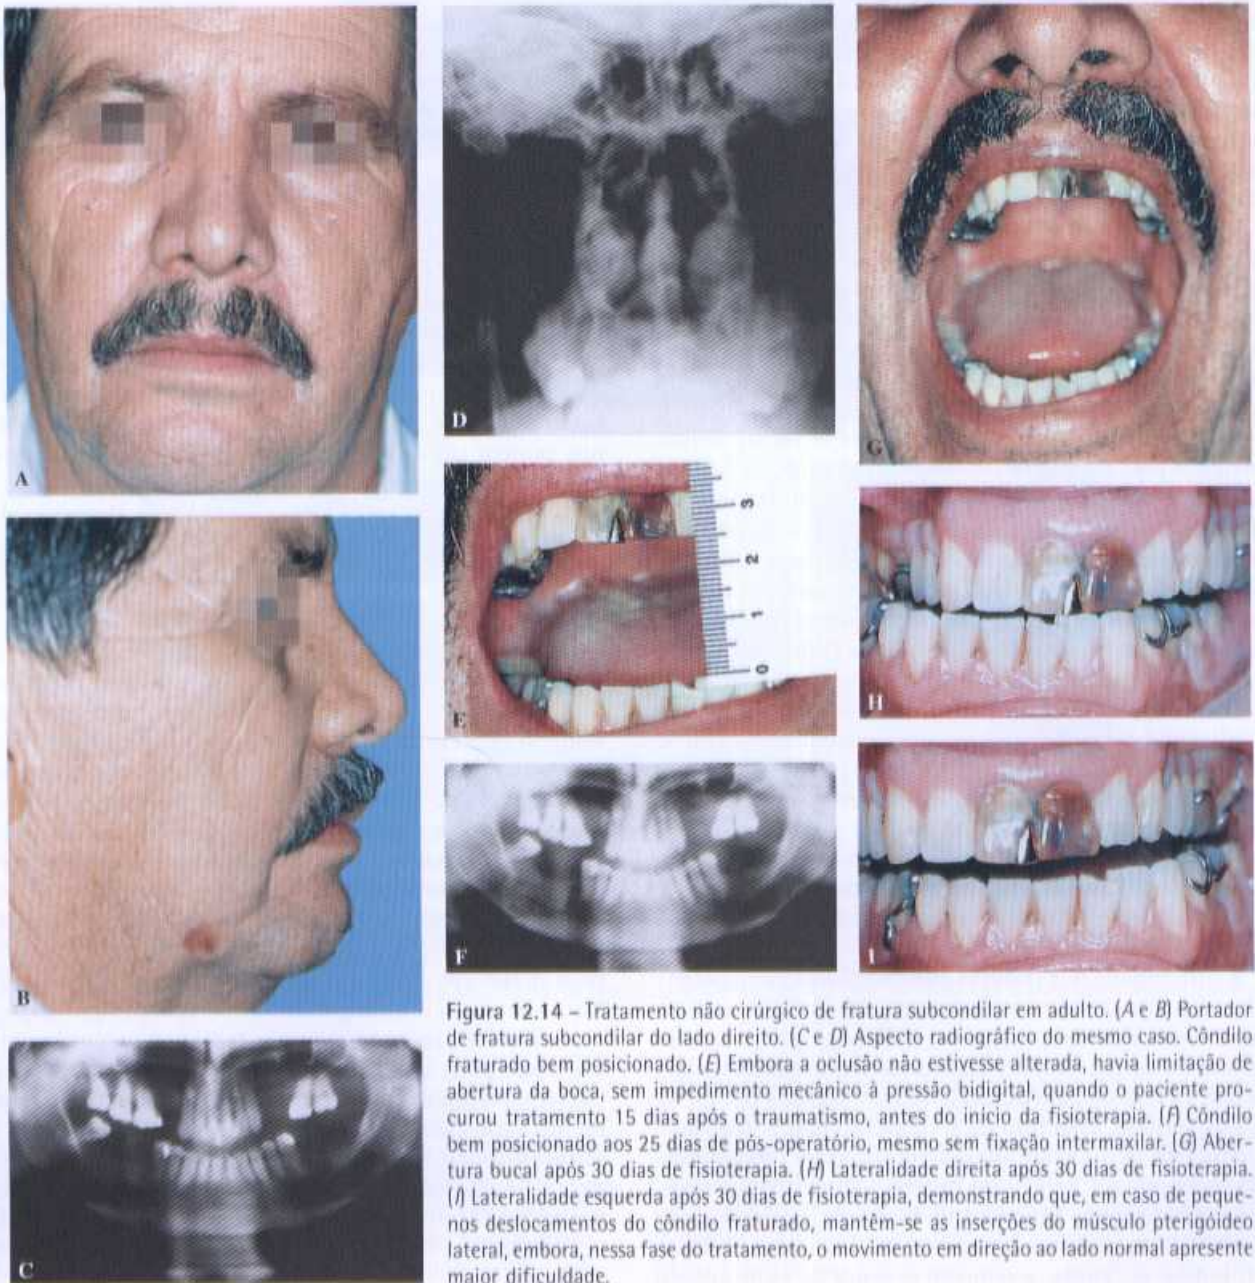 A
B
C
D
E
3
2
1
0
F
G
H
I
Figura 12.14 – Tratamento não cirúrgico de fratura subcondilar em adulto. (A e B) Portador
de fratura subcondilar do lado direito. (C e D) Aspecto radiográfico do mesmo caso. Côndilo
fraturado bem posicionado. (E) Embora a oclusão não estivesse alterada, havia limitação de
abertura da boca, sem impedimento mecânico à pressão bidigital, quando o paciente pro-
curou tratamento 15 dias após o traumatismo, antes do início da fisioterapia. (F) Côndilo
bem posicionado aos 25 dias de pós-operatório, mesmo sem fixação intermaxilar. (G) Aber-
tura bucal após 30 dias de fisioterapia. (H) Lateralidade direita após 30 dias de fisioterapia.
(I) Lateralidade esquerda após 30 dias de fisioterapia, demonstrando que, em caso de peque-
nos deslocamentos do côndilo fraturado, mantêm-se as inserções do músculo pterigóideo
lateral, embora, nessa fase do tratamento, o movimento em direção ao lado normal apresente
maior dificuldade.